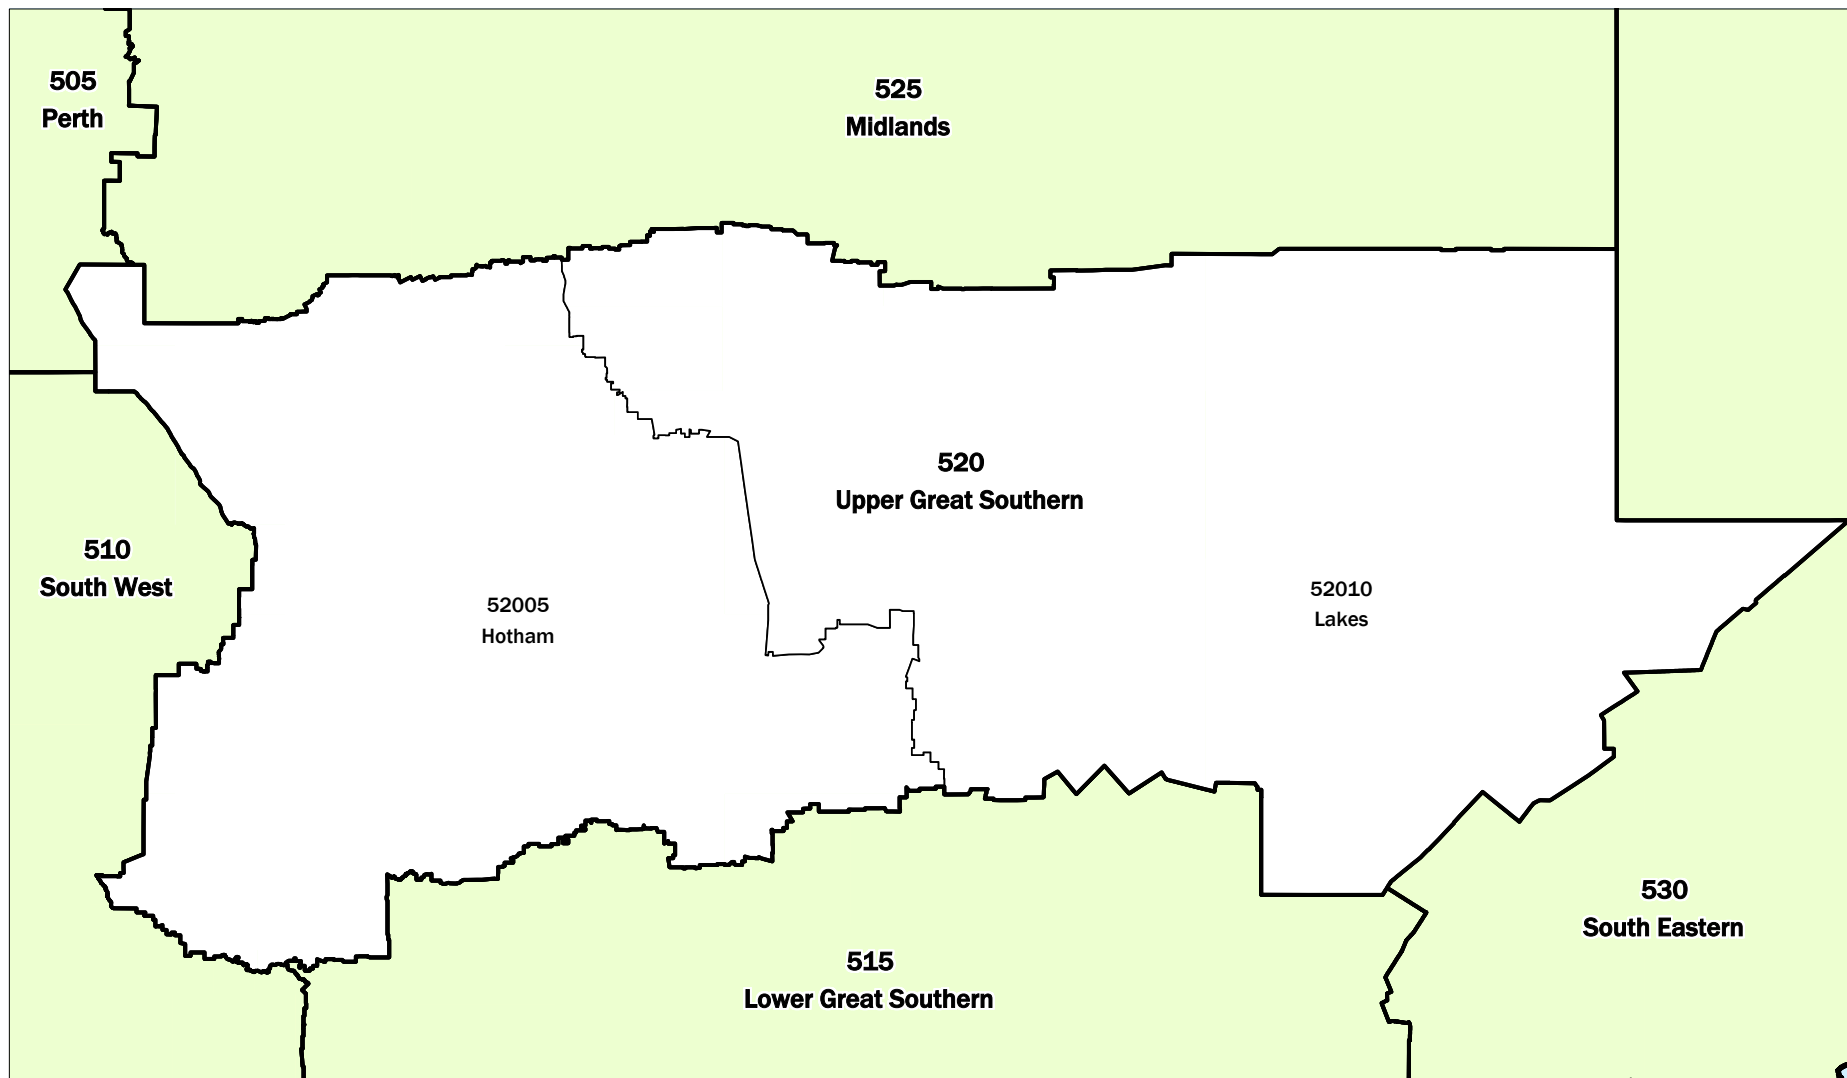 505
Perth
525
Midlands
520
Upper Great Southern
510
South West
52005
Hotham
52010
Lakes
530
South Eastern
515
Lower Great Southern